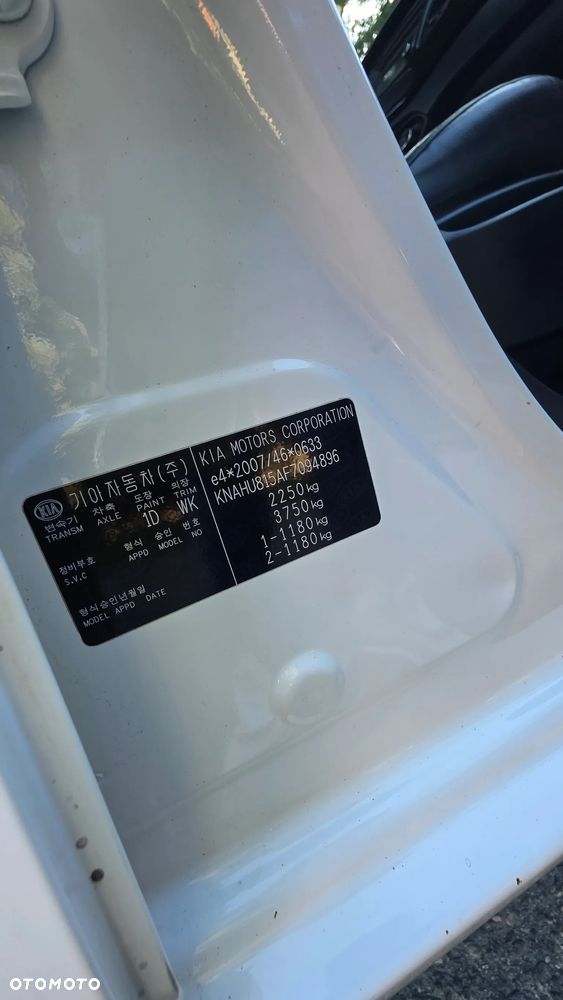 KIA 기아자동차(주)
변속기 차축 도장 외장
TRANSM AXLE PAINT TRIM
1D WK
정비부호 형식 승인 번호
S.V.C APPD MODEL NO
형식승인년월일
MODEL APPD DATE
KIA MOTORS CORPORATION
e4*2007/46*0633
KNAHU815AF7094896
2250kg
3750kg
1-1180kg
2-1180kg
OTOMOTO